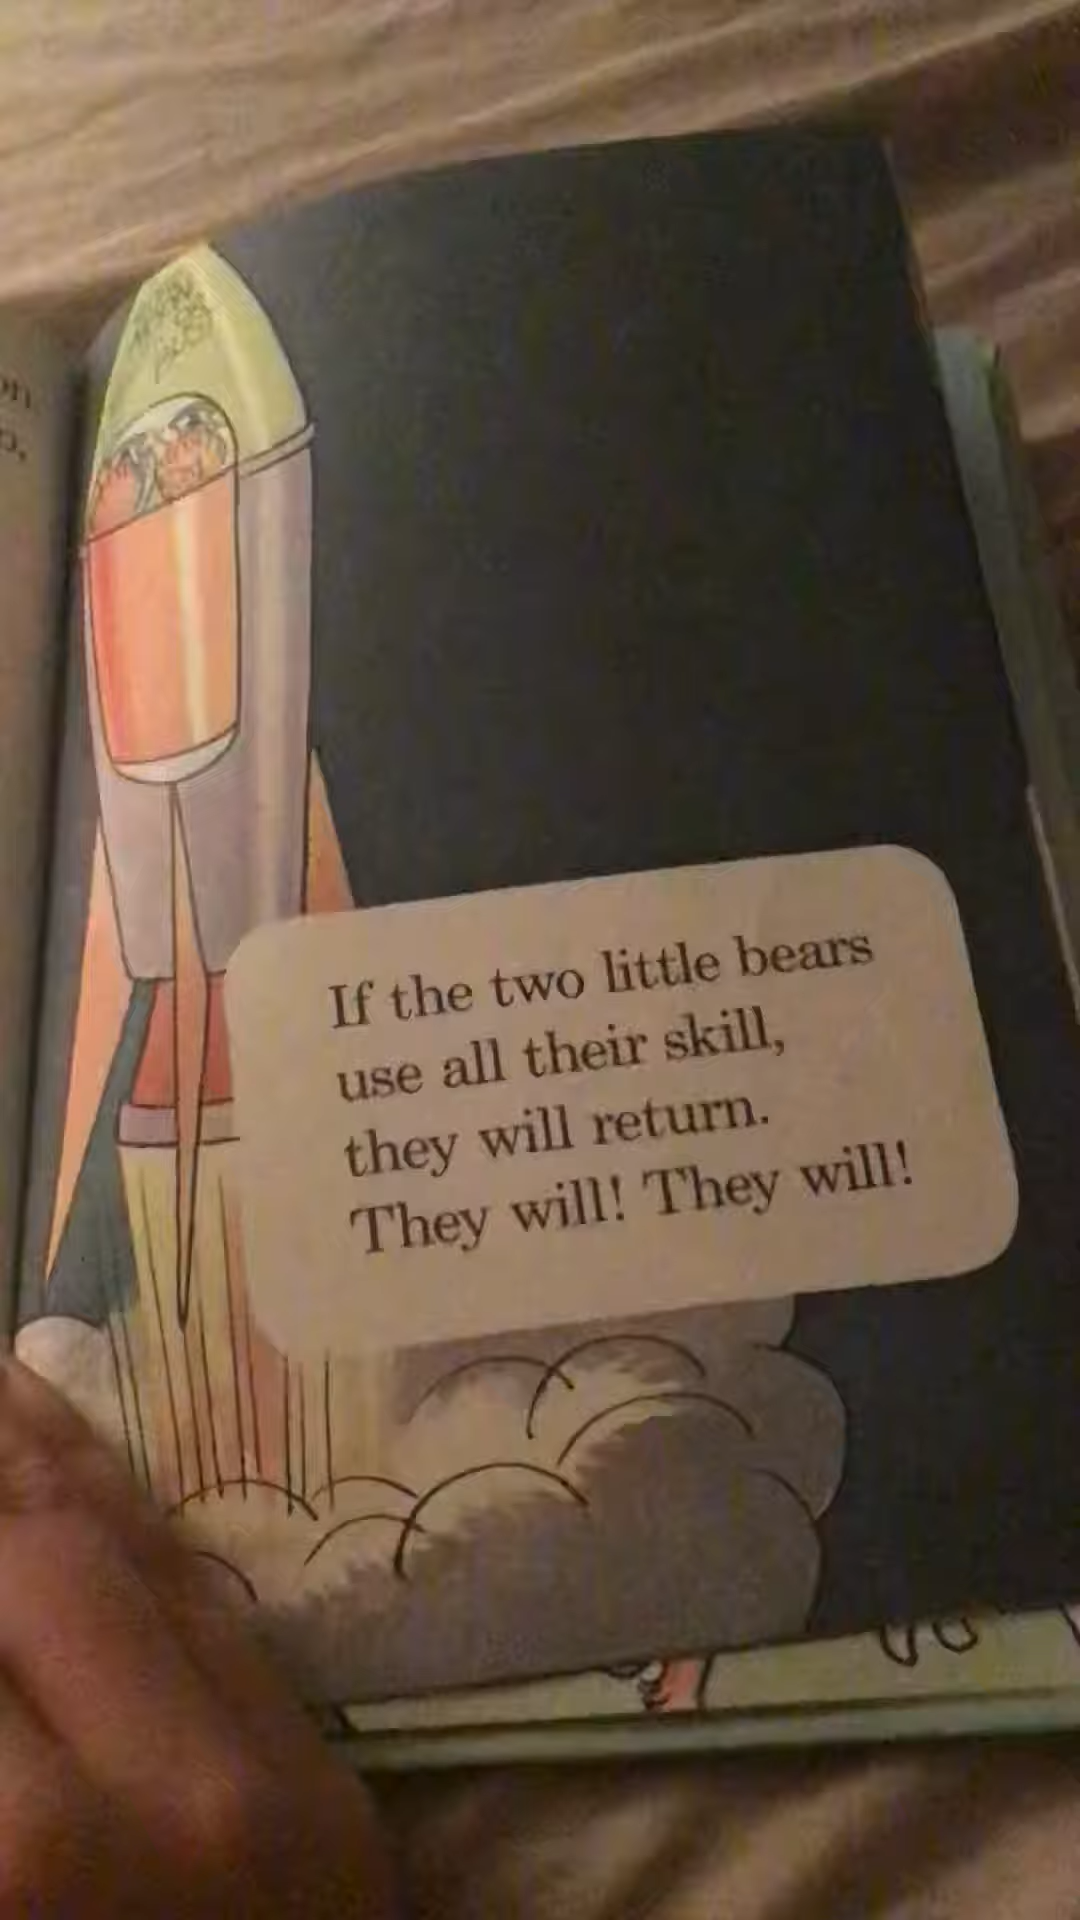 If the two little bears
use all their skill,
they will return.
They will! They will!